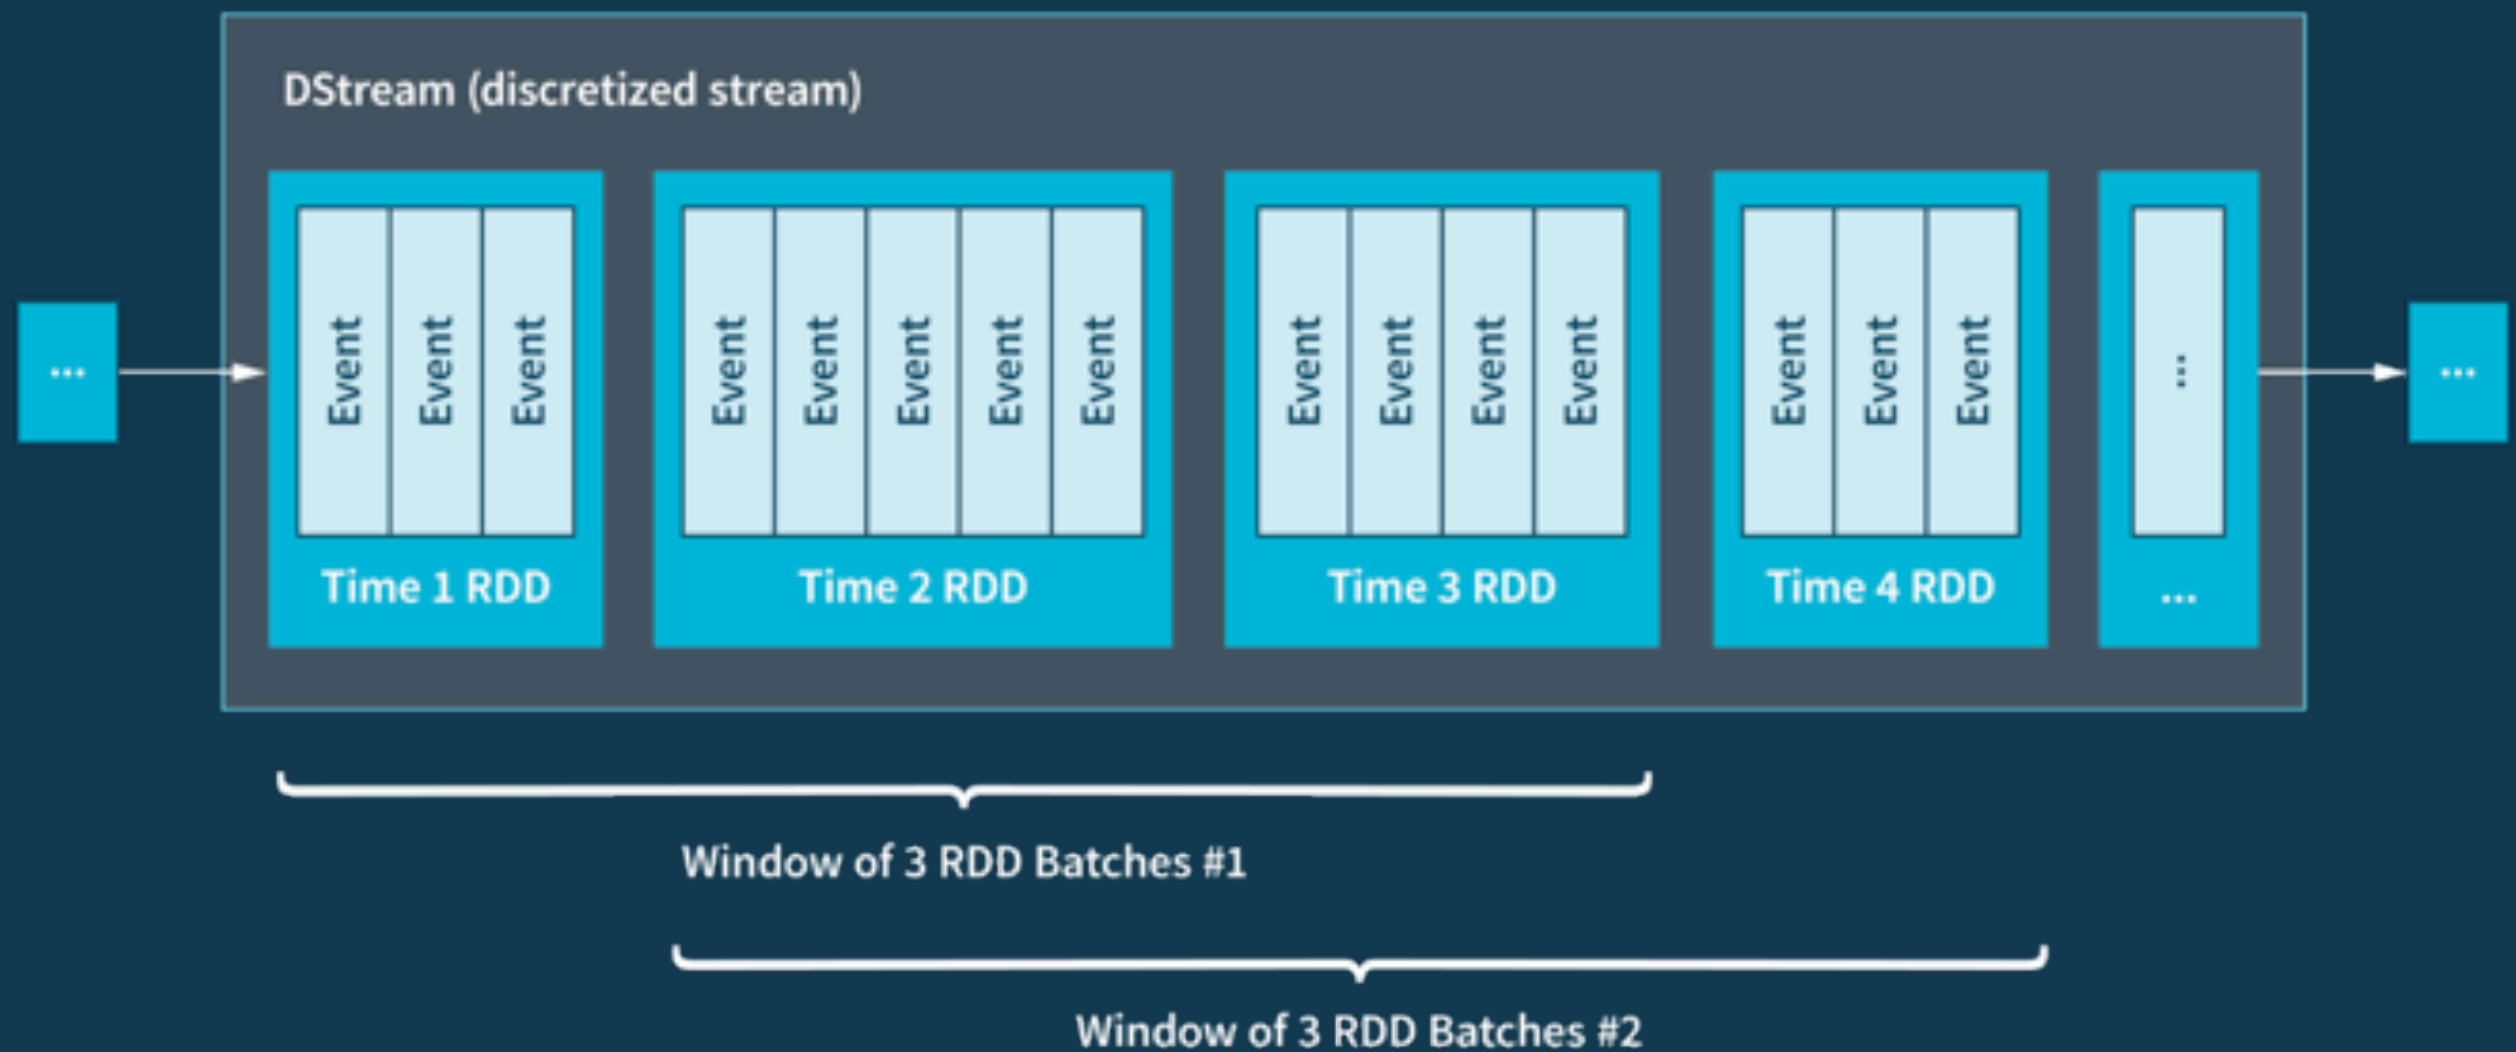 DStream (discretized stream)
Event Event Event
Event Event Event Event Event
Event Event Event Event
Event Event Event
...
...
...
Time 1 RDD
Time 2 RDD
Time 3 RDD
Time 4 RDD
...
Window of 3 RDD Batches #1
Window of 3 RDD Batches #2